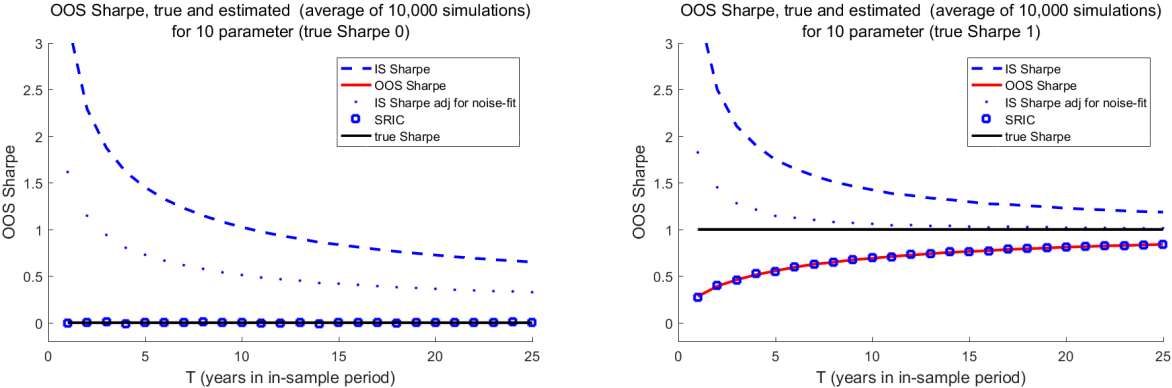 OOS Sharpe, true and estimated (average of 10,000 simulations)
for 10 parameter (true Sharpe 0)
3
2.5
2
1.5
1
0.5
0
OOS Sharpe
IS Sharpe
OOS Sharpe
IS Sharpe adj for noise-fit
SRIC
true Sharpe
0
5
10
15
20
25
T (years in in-sample period)
OOS Sharpe, true and estimated (average of 10,000 simulations)
for 10 parameter (true Sharpe 1)
3
2.5
2
1.5
1
0.5
0
OOS Sharpe
IS Sharpe
OOS Sharpe
IS Sharpe adj for noise-fit
SRIC
true Sharpe
0
5
10
15
20
25
T (years in in-sample period)